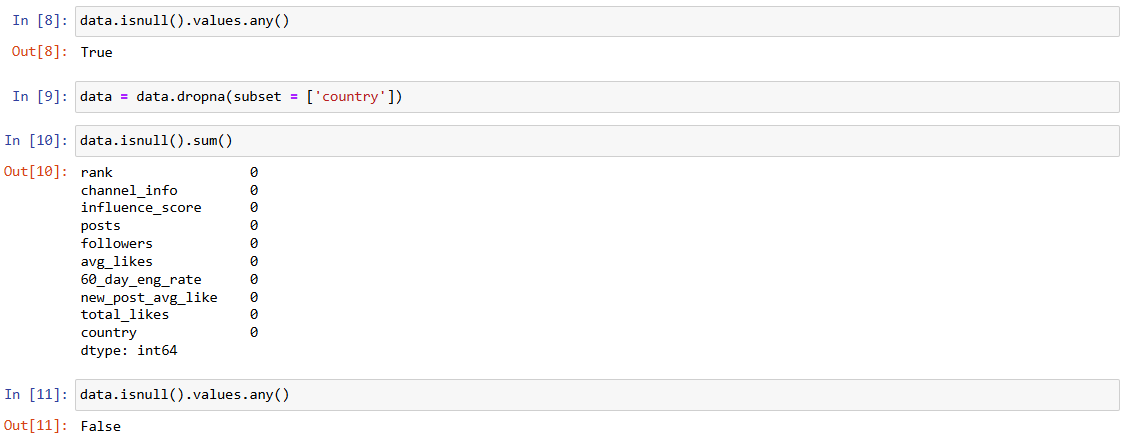 In [8]: data.isnull().values.any()
Out[8]: True
In [9]: data = data.dropna(subset = ['country'])
In [10]: data.isnull().sum()
Out[10]: rank 0
channel_info 0
influence_score 0
posts 0
followers 0
avg_likes 0
60_day_eng_rate 0
new_post_avg_like 0
total_likes 0
country 0
dtype: int64
In [11]: data.isnull().values.any()
Out[11]: False